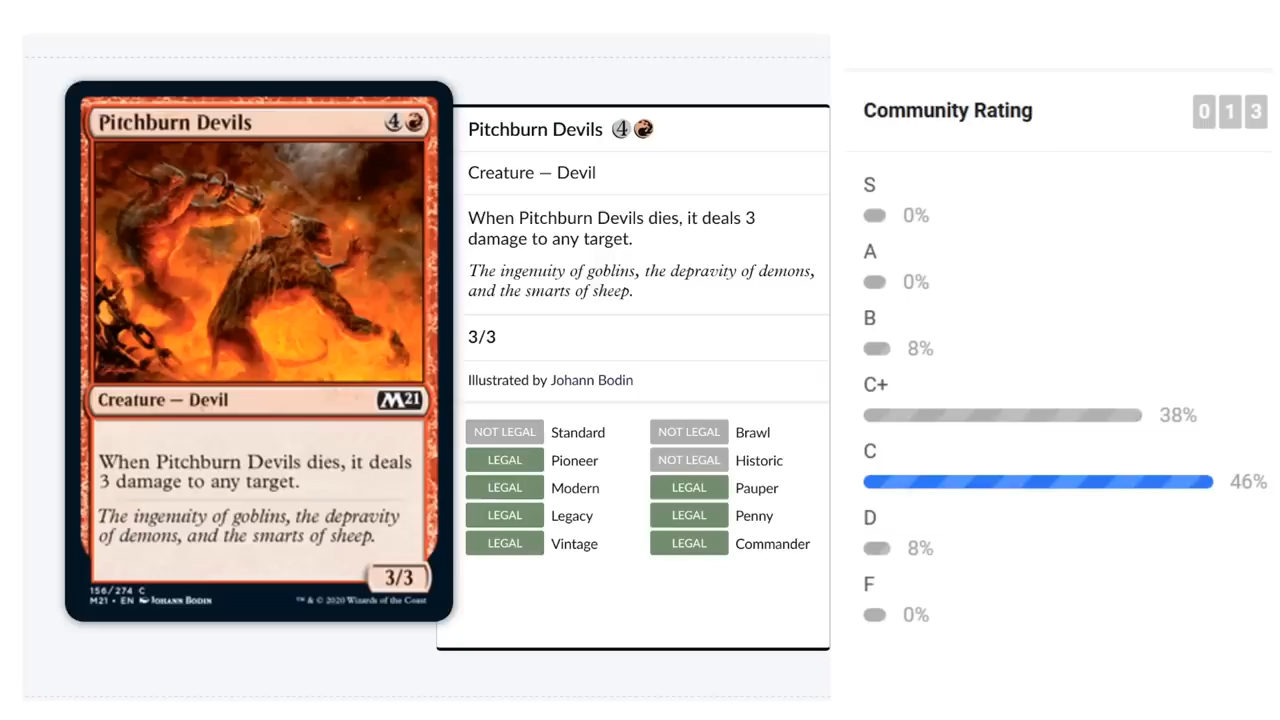 Pitchburn Devils 4
Creature — Devil
M21
When Pitchburn Devils dies, it deals
3 damage to any target.
The ingenuity of goblins, the depravity
of demons, and the smarts of sheep.
3/3
156/274 C
M21 • EN Johann Bodin
™ & © 2020 Wizards of the Coast
Pitchburn Devils 4
Creature — Devil
When Pitchburn Devils dies, it deals 3
damage to any target.
The ingenuity of goblins, the depravity of demons,
and the smarts of sheep.
3/3
Illustrated by Johann Bodin
NOT LEGAL Standard NOT LEGAL Brawl
LEGAL Pioneer NOT LEGAL Historic
LEGAL Modern LEGAL Pauper
LEGAL Legacy LEGAL Penny
LEGAL Vintage LEGAL Commander
Community Rating 0 1 3
S
0%
A
0%
B
8%
C+
38%
C
46%
D
8%
F
0%